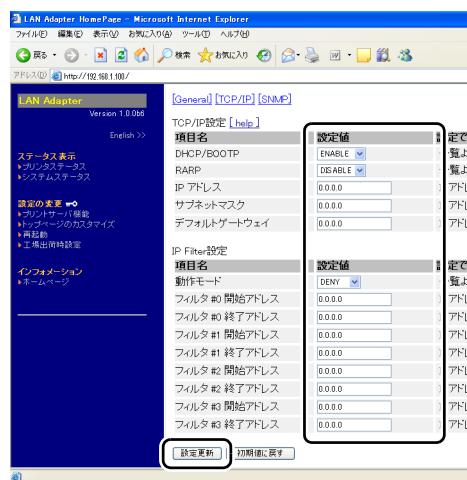 LAN Adapter HomePage - Microsoft Internet Explorer
ファイル(F) 編集(E) 表示(V) お気に入り(A) ツール(T) ヘルプ(H)
戻る 検索 お気に入り
アドレス(D) http://192.168.1.100/
LAN Adapter
Version 1.0.0b6
English >>
ステータス表示
プリンタステータス
システムステータス
設定の変更
プリントサーバ機能
トップページのカスタマイズ
再起動
工場出荷時設定
インフォメーション
ホームページ
[General] [TCP/IP] [SNMP]
TCP/IP設定 [ help ]
項目名 設定値
DHCP/BOOTP ENABLE
RARP DISABLE
IP アドレス 0.0.0.0
サブネットマスク 0.0.0.0
デフォルトゲートウェイ 0.0.0.0
IP Filter設定
項目名 設定値
動作モード DENY
フィルタ #0 開始アドレス 0.0.0.0
フィルタ #0 終了アドレス 0.0.0.0
フィルタ #1 開始アドレス 0.0.0.0
フィルタ #1 終了アドレス 0.0.0.0
フィルタ #2 開始アドレス 0.0.0.0
フィルタ #2 終了アドレス 0.0.0.0
フィルタ #3 開始アドレス 0.0.0.0
フィルタ #3 終了アドレス 0.0.0.0
設定更新 初期値に戻す